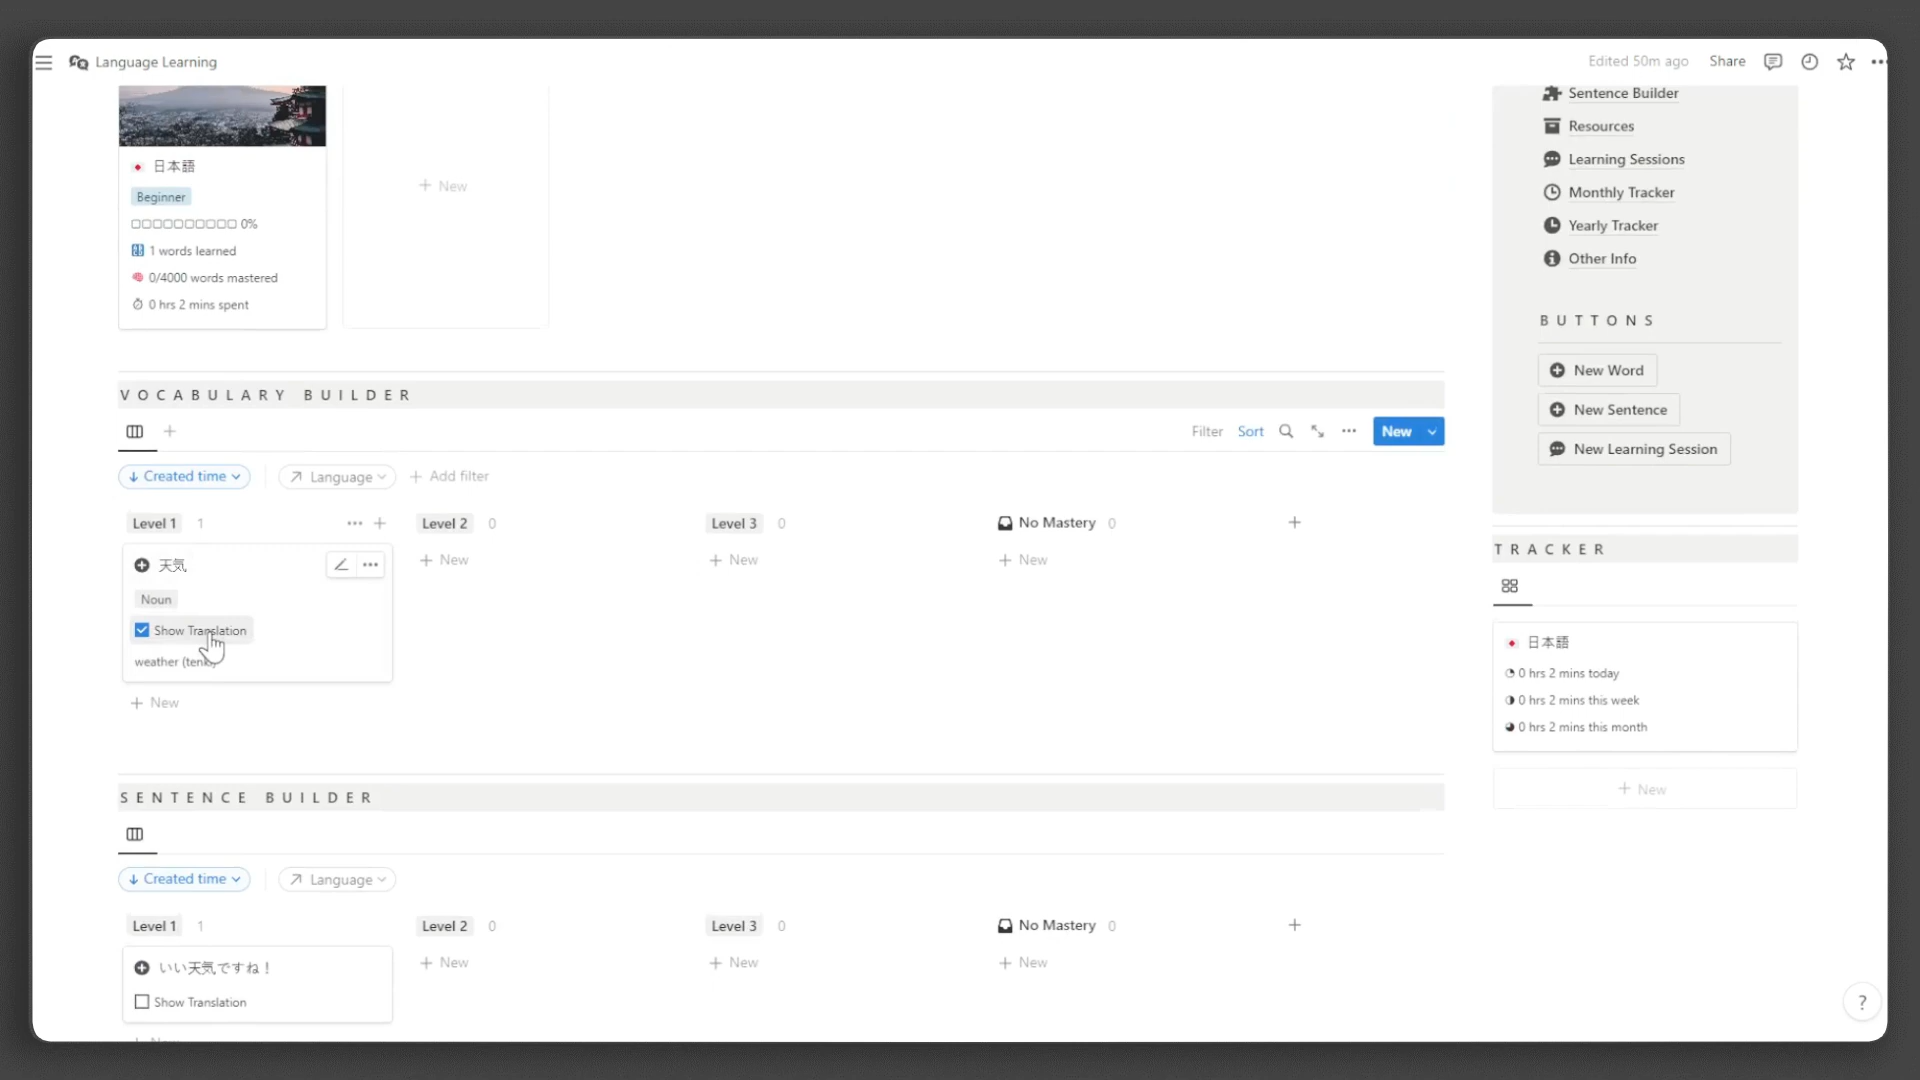 Language Learning
Edited 50m ago
Share
日本語
Beginner
0%
1 words learned
0/4000 words mastered
0 hrs 2 mins spent
New
VOCABULARY BUILDER
Filter
Sort
New
Created time
Language
Add filter
Level 1 1
Level 2 0
Level 3 0
No Mastery 0
天気
Noun
Show Translation
weather
New
New
New
New
SENTENCE BUILDER
Created time
Language
Level 1 1
Level 2 0
Level 3 0
No Mastery 0
いい天気ですね！
Show Translation
New
New
New
Sentence Builder
Resources
Learning Sessions
Monthly Tracker
Yearly Tracker
Other Info
BUTTONS
New Word
New Sentence
New Learning Session
TRACKER
日本語
0 hrs 2 mins today
0 hrs 2 mins this week
0 hrs 2 mins this month
New
?